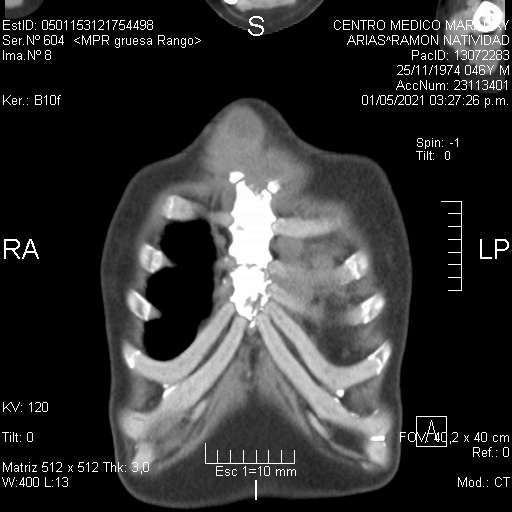 EstID: 0501153121754498
Ser.Nº 604 <MPR gruesa Rango>
Ima.Nº 8
Ker.: B10f
S
CENTRO MEDICO MAR
ARIAS^RAMON NATIVIDAD
PacID: 13072283
25/11/1974 046Y M
AccNum: 23113401
01/05/2021 03:27:26 p.m.
Spin: -1
Tilt: 0
RA
LP
KV: 120
Tilt: 0
Matriz 512 x 512 Thk: 3,0
W:400 L:13
Esc 1=10 mm
A
FOV: 40,2 x 40 cm
Ref.: 0
Mod.: CT